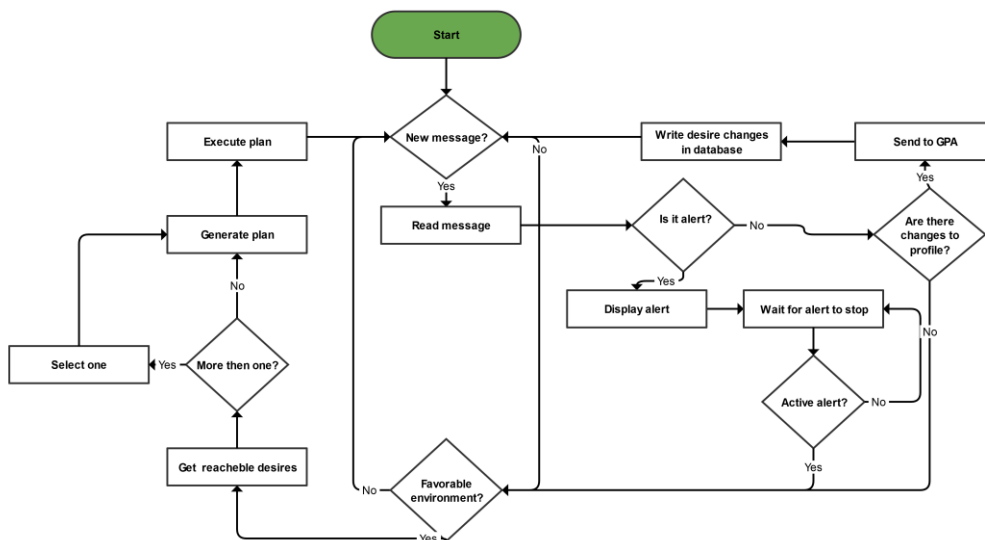 Start
New message?
No
Yes
Execute plan
Write desire changes
in database
Send to GPA
Yes
Read message
Is it alert?
No
Are there
changes to
profile?
Generate plan
No
Yes
Display alert
Wait for alert to stop
No
Select one
Yes
More then one?
Active alert?
No
Yes
Get reacheble desires
No
Favorable
environment?
Yes